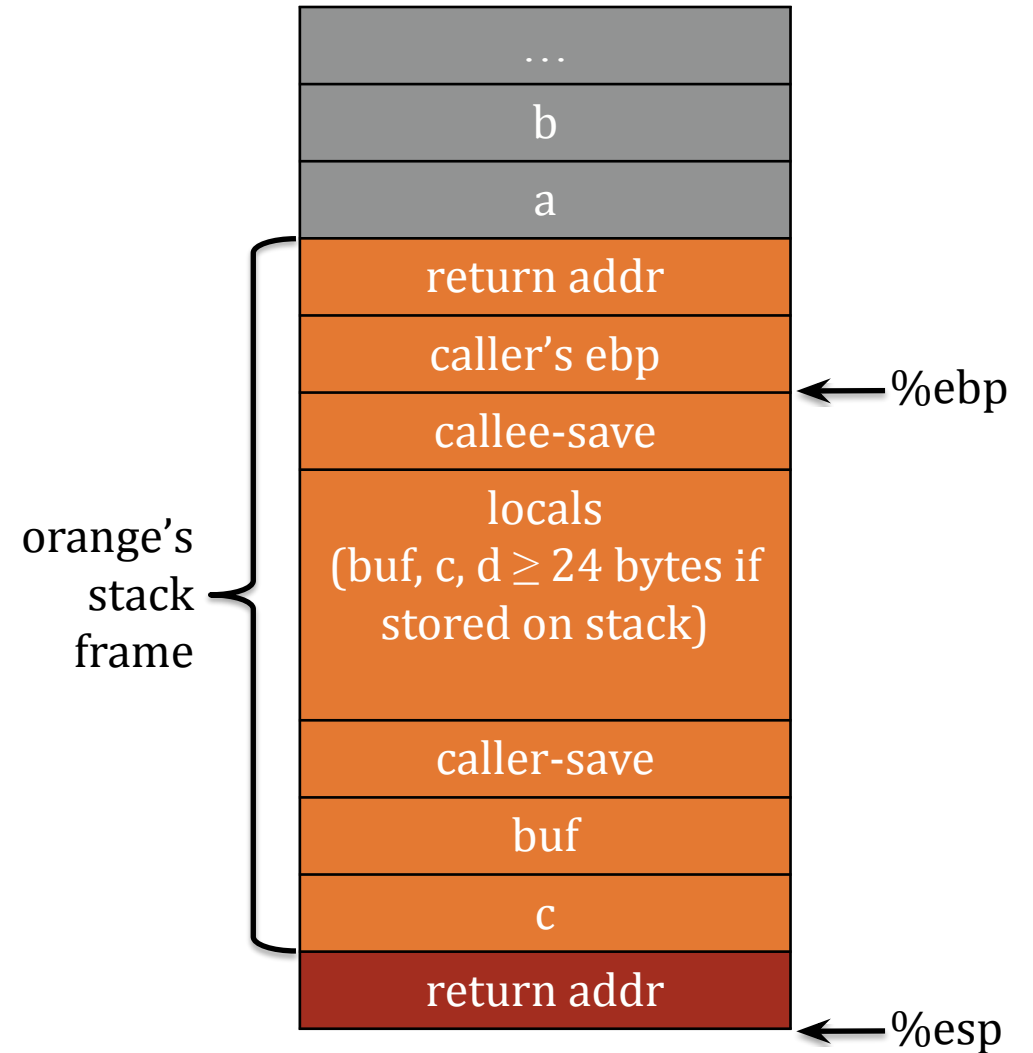 ...
b
a
return addr
caller's ebp
%ebp
callee-save
locals
(buf, c, d ≥ 24 bytes if
stored on stack)
orange's
stack
frame
caller-save
buf
c
return addr
%esp